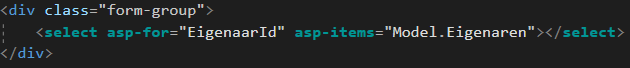 <div class="form-group">
    <select asp-for="EigenaarId" asp-items="Model.Eigenaren"></select>
</div>